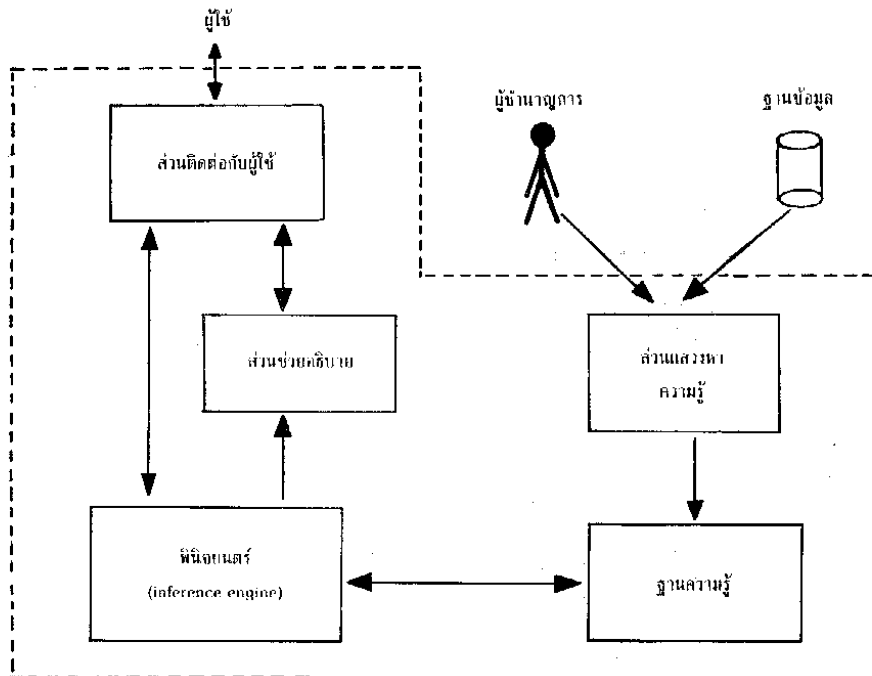 ผู้ใช้
ผู้ชำนาญการ
ฐานข้อมูล
ส่วนติดต่อกับผู้ใช้
ส่วนช่วยอธิบาย
ส่วนแสวงหา
ความรู้
พินิจยนตร์
(inference engine)
ฐานความรู้